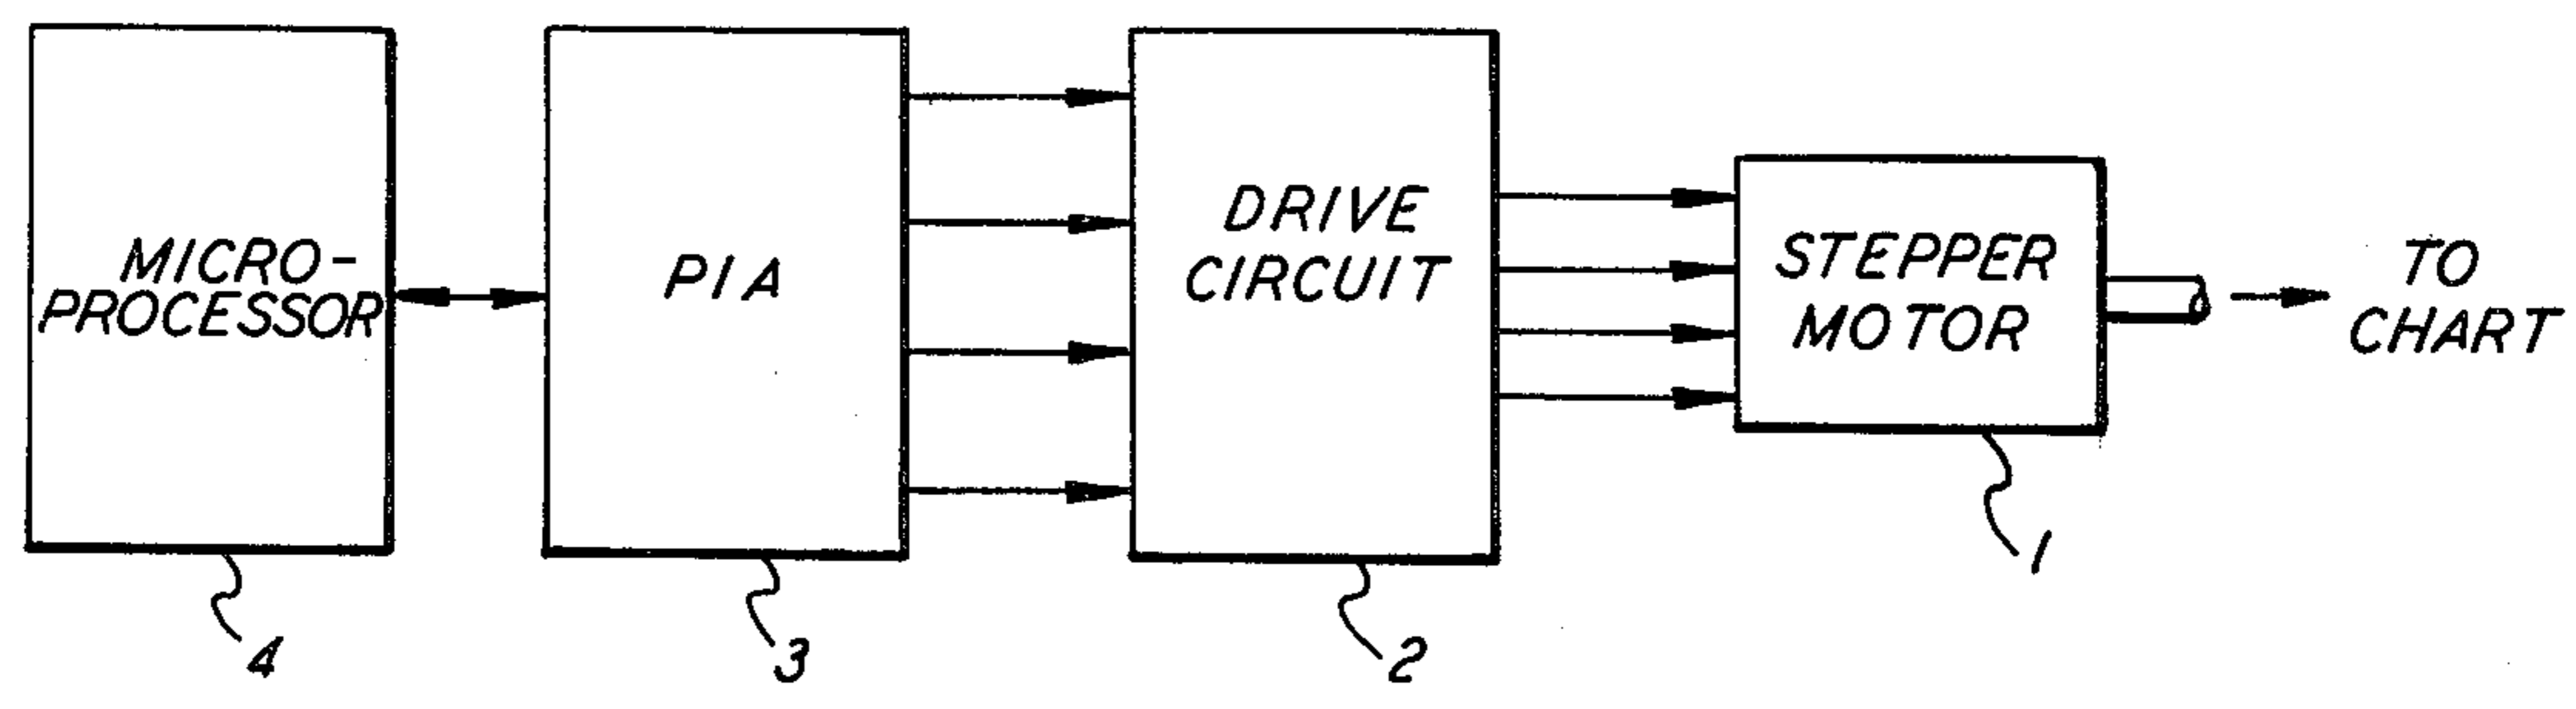 MICRO-
PROCESSOR
PIA
DRIVE
CIRCUIT
STEPPER
MOTOR
TO
CHART
4
3
2
1